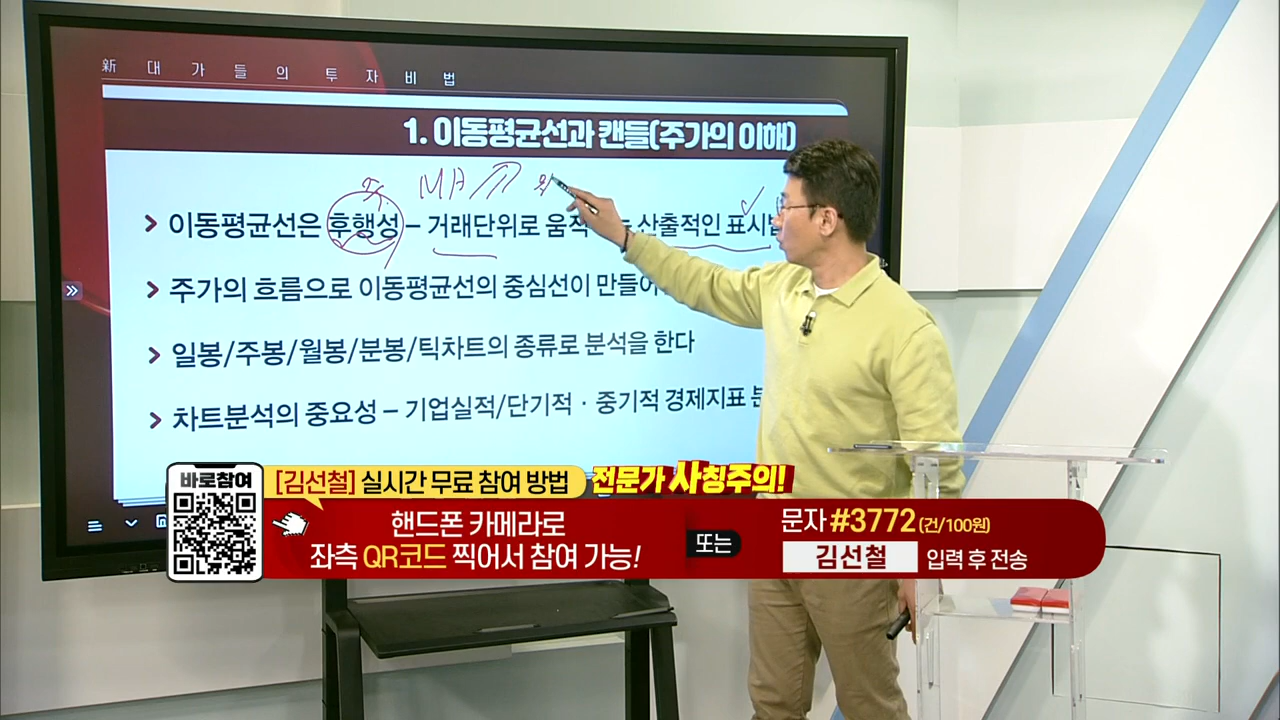 新 대 가 들 의 투 자 비 법
1. 이동평균선과 캔들(주가의 이해)
MA
이동평균선은 후행성 – 거래단위로 움직 산출적인 표시법
주가의 흐름으로 이동평균선의 중심선이 만들어
일봉/주봉/월봉/분봉/틱차트의 종류로 분석을 한다
차트분석의 중요성 – 기업실적/단기적 · 중기적 경제지표
바로참여
[김선철] 실시간 무료 참여 방법
전문가 사칭주의!
핸드폰 카메라로
좌측 QR코드 찍어서 참여 가능!
또는
문자 #3772 (건/100원)
김선철 입력 후 전송